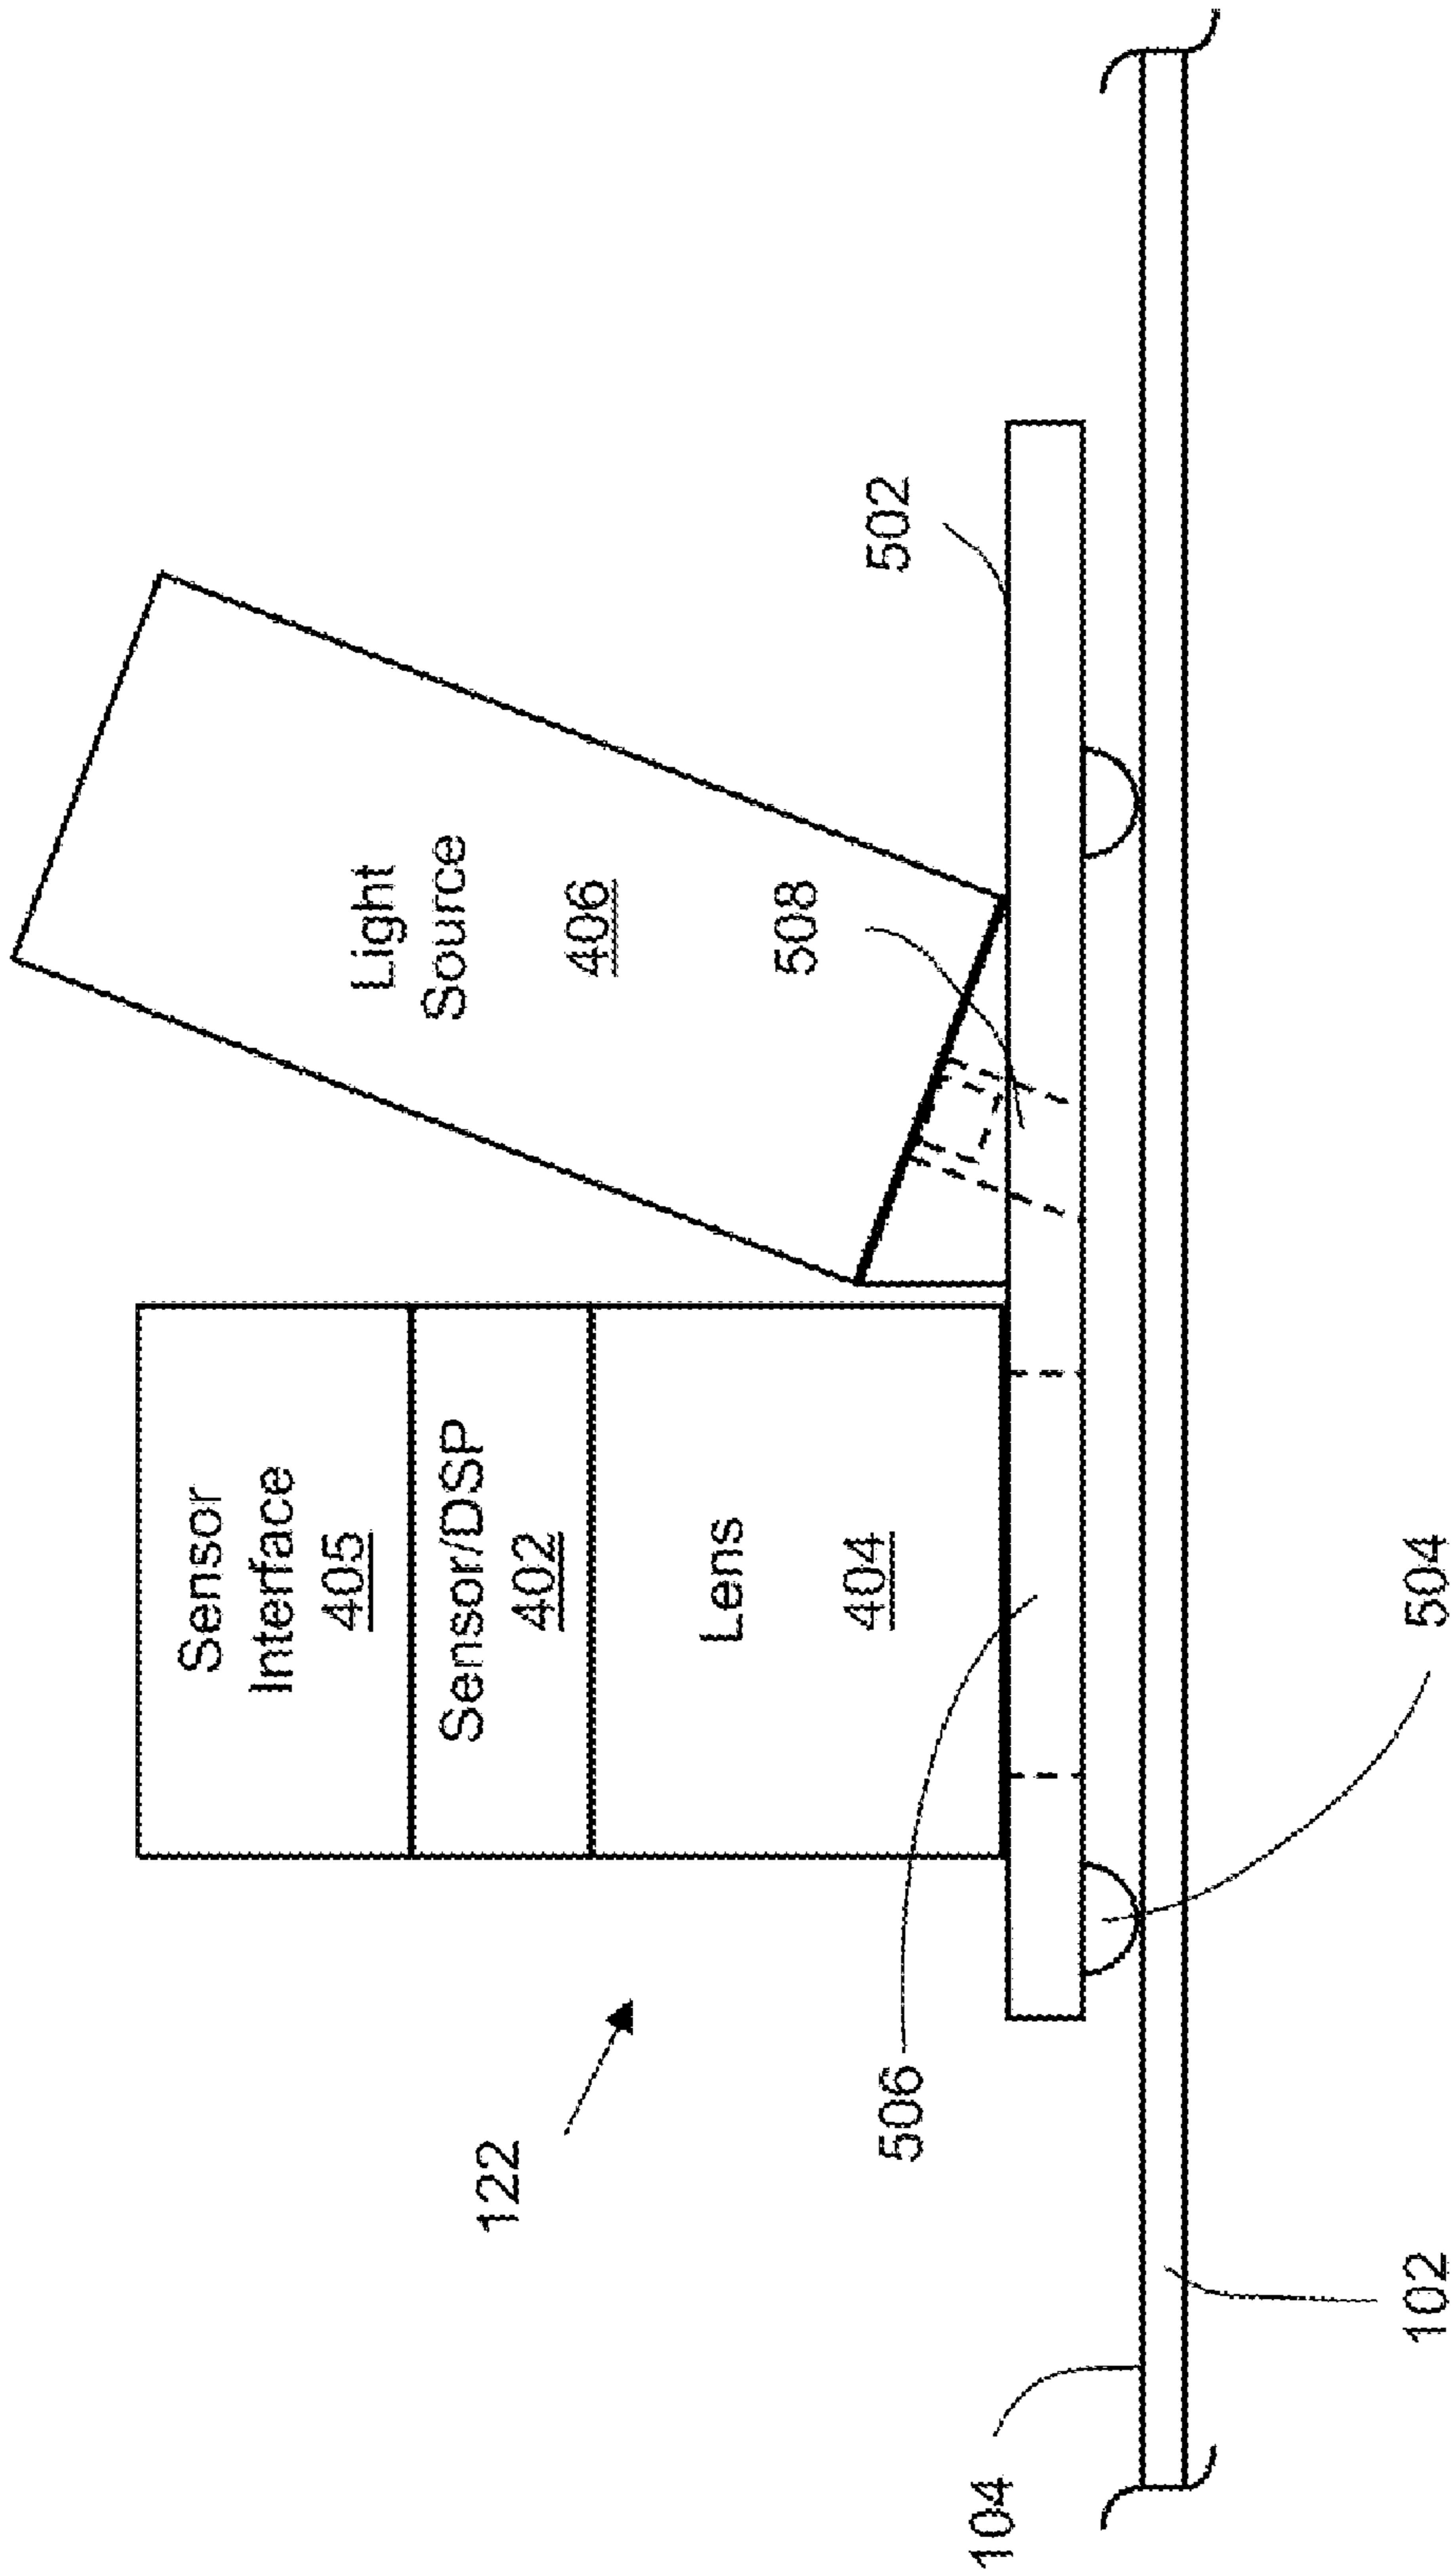 Sensor
Interface
405
Sensor/DSP
402
Lens
404
Light
Source
406
508
502
122
506
504
104
102